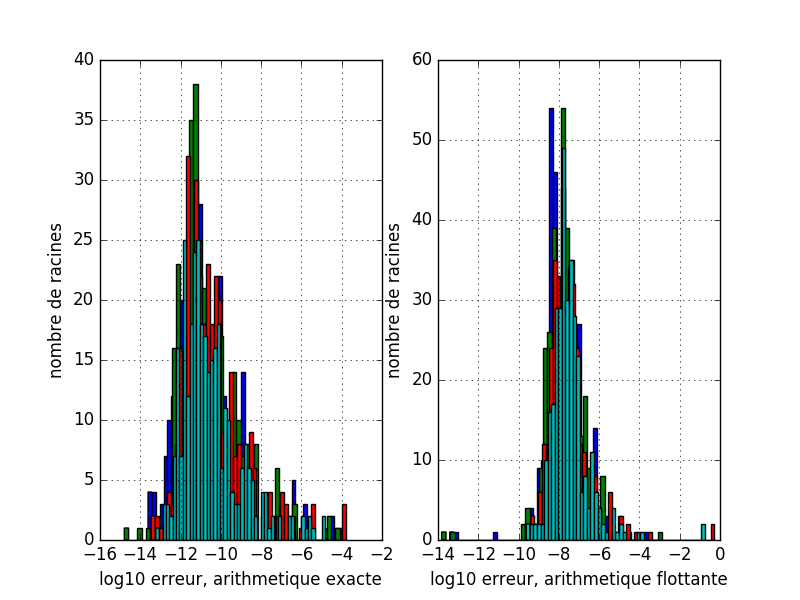 40
35
30
25
20
15
10
5
0
nombre de racines
−16 −14 −12 −10 −8 −6 −4 −2
log10 erreur, arithmetique exacte
60
50
40
30
20
10
0
nombre de racines
−14 −12 −10 −8 −6 −4 −2 0
log10 erreur, arithmetique flottante